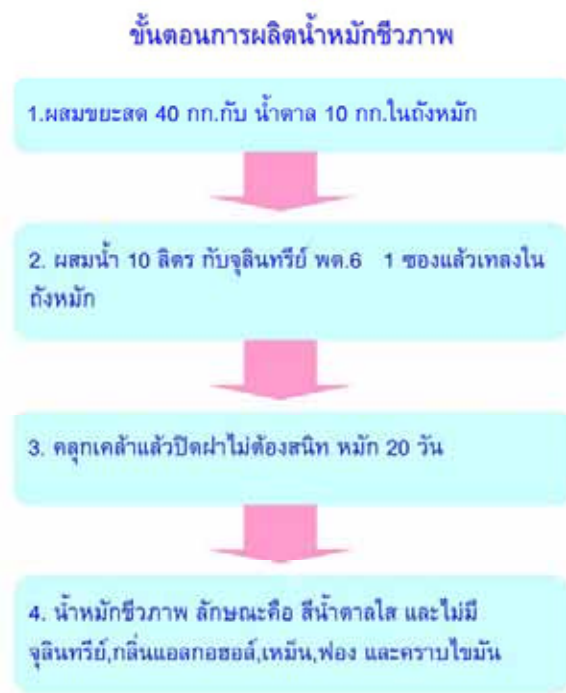 ขั้นตอนการผลิตน้ำหมักชีวภาพ
1.ผสมขยะสด 40 กก.กับ น้ำตาล 10 กก.ในถังหมัก
2. ผสมน้ำ 10 ลิตร กับจุลินทรีย์ พด.6 1 ซองแล้วเทลงใน
ถังหมัก
3. คลุกเคล้าแล้วปิดฝาไม่ต้องสนิท หมัก 20 วัน
4. น้ำหมักชีวภาพ ลักษณะคือ สีน้ำตาลใส และไม่มี
จุลินทรีย์,กลิ่นแอลกอฮอล์,เหม็น,ฟอง และคราบไขมัน